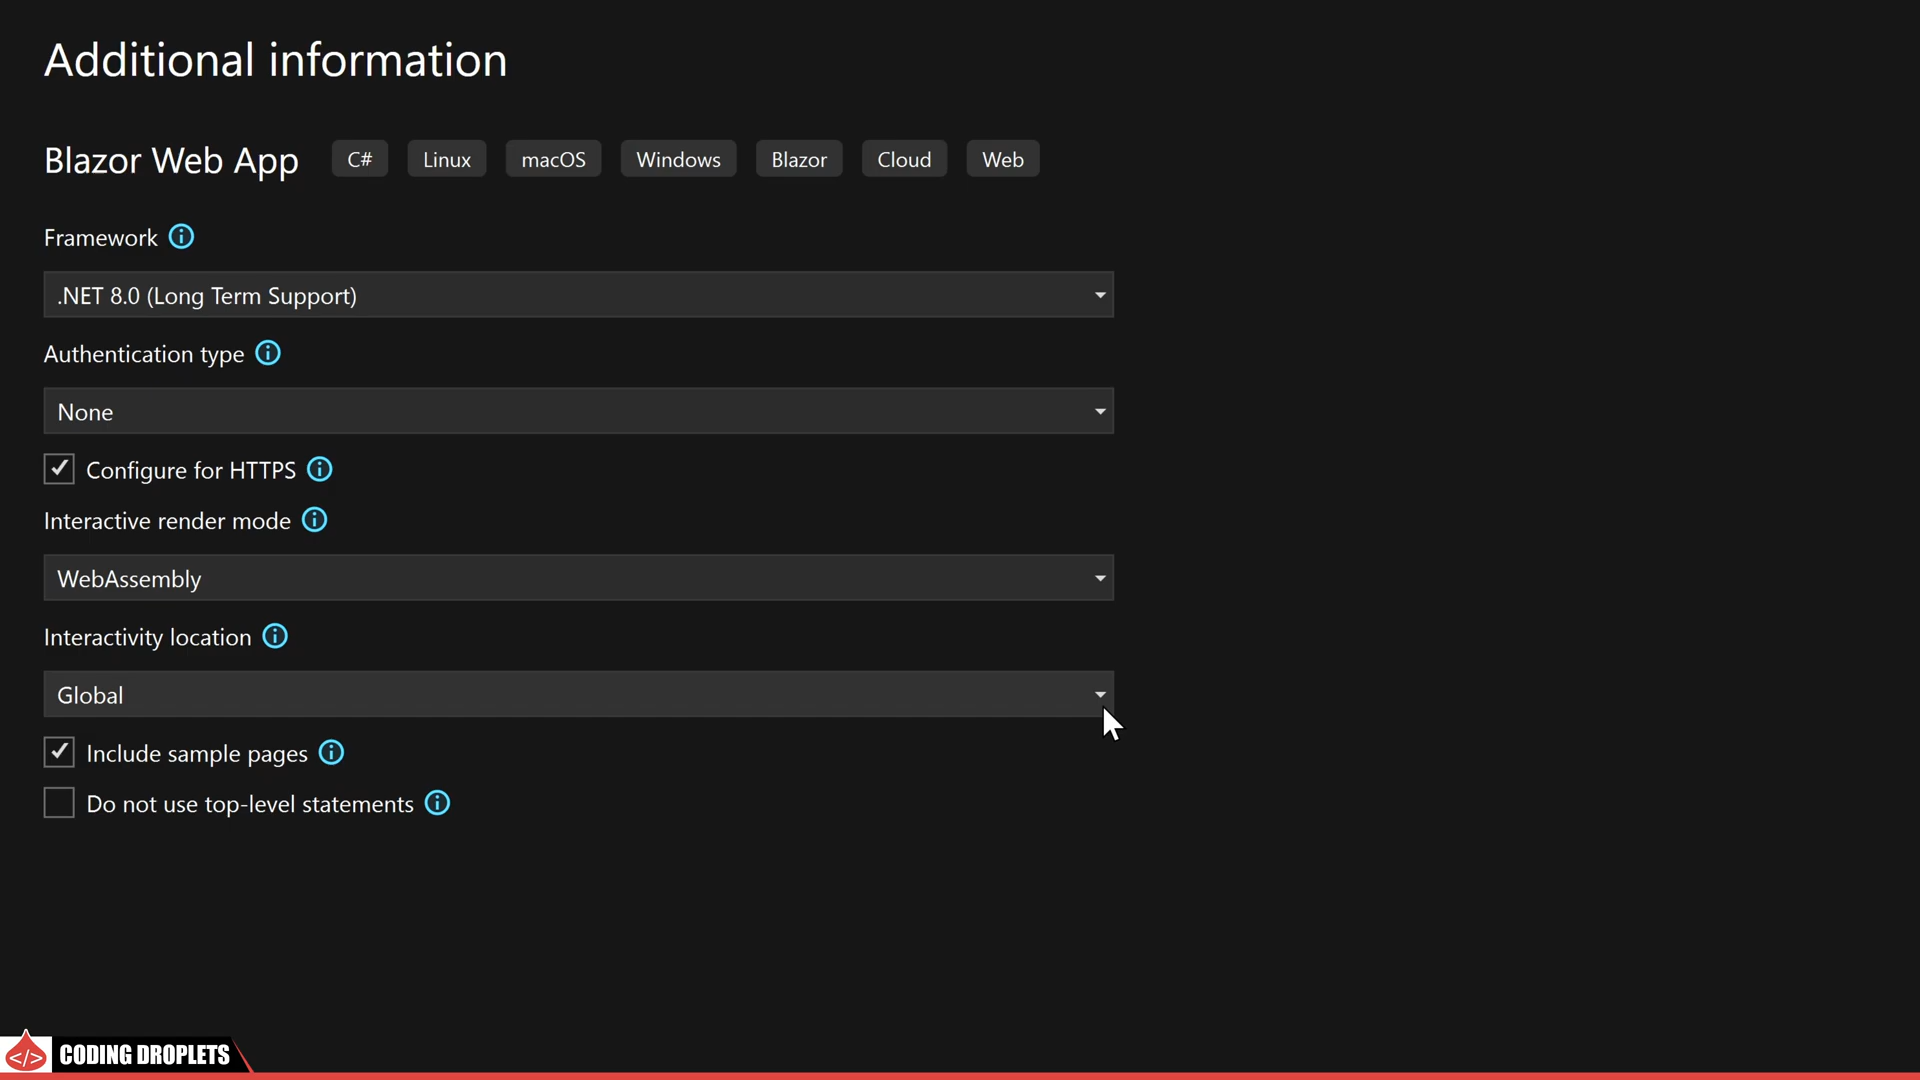 Additional information
Blazor Web App C# Linux macOS Windows Blazor Cloud Web
Framework
.NET 8.0 (Long Term Support)
Authentication type
None
Configure for HTTPS
Interactive render mode
WebAssembly
Interactivity location
Global
Include sample pages
Do not use top-level statements
</> CODING DROPLETS